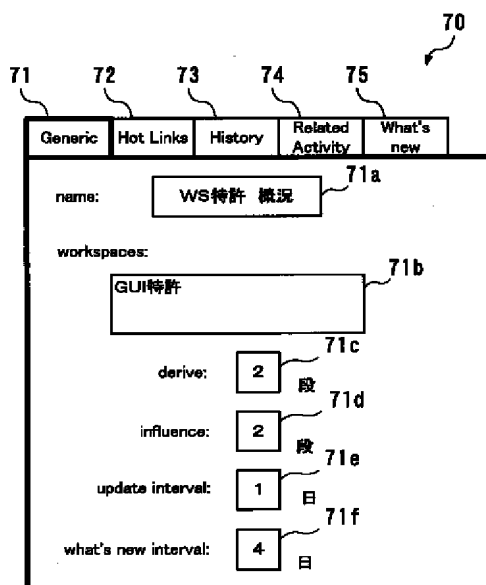 70
71 72 73 74 75
Generic Hot Links History Related Activity What's new
71a
name: WS特許 概況
workspaces:
71b
GUI特許
71c
derive: 2 段
71d
influence: 2 段
71e
update interval: 1 日
71f
what's new interval: 4 日